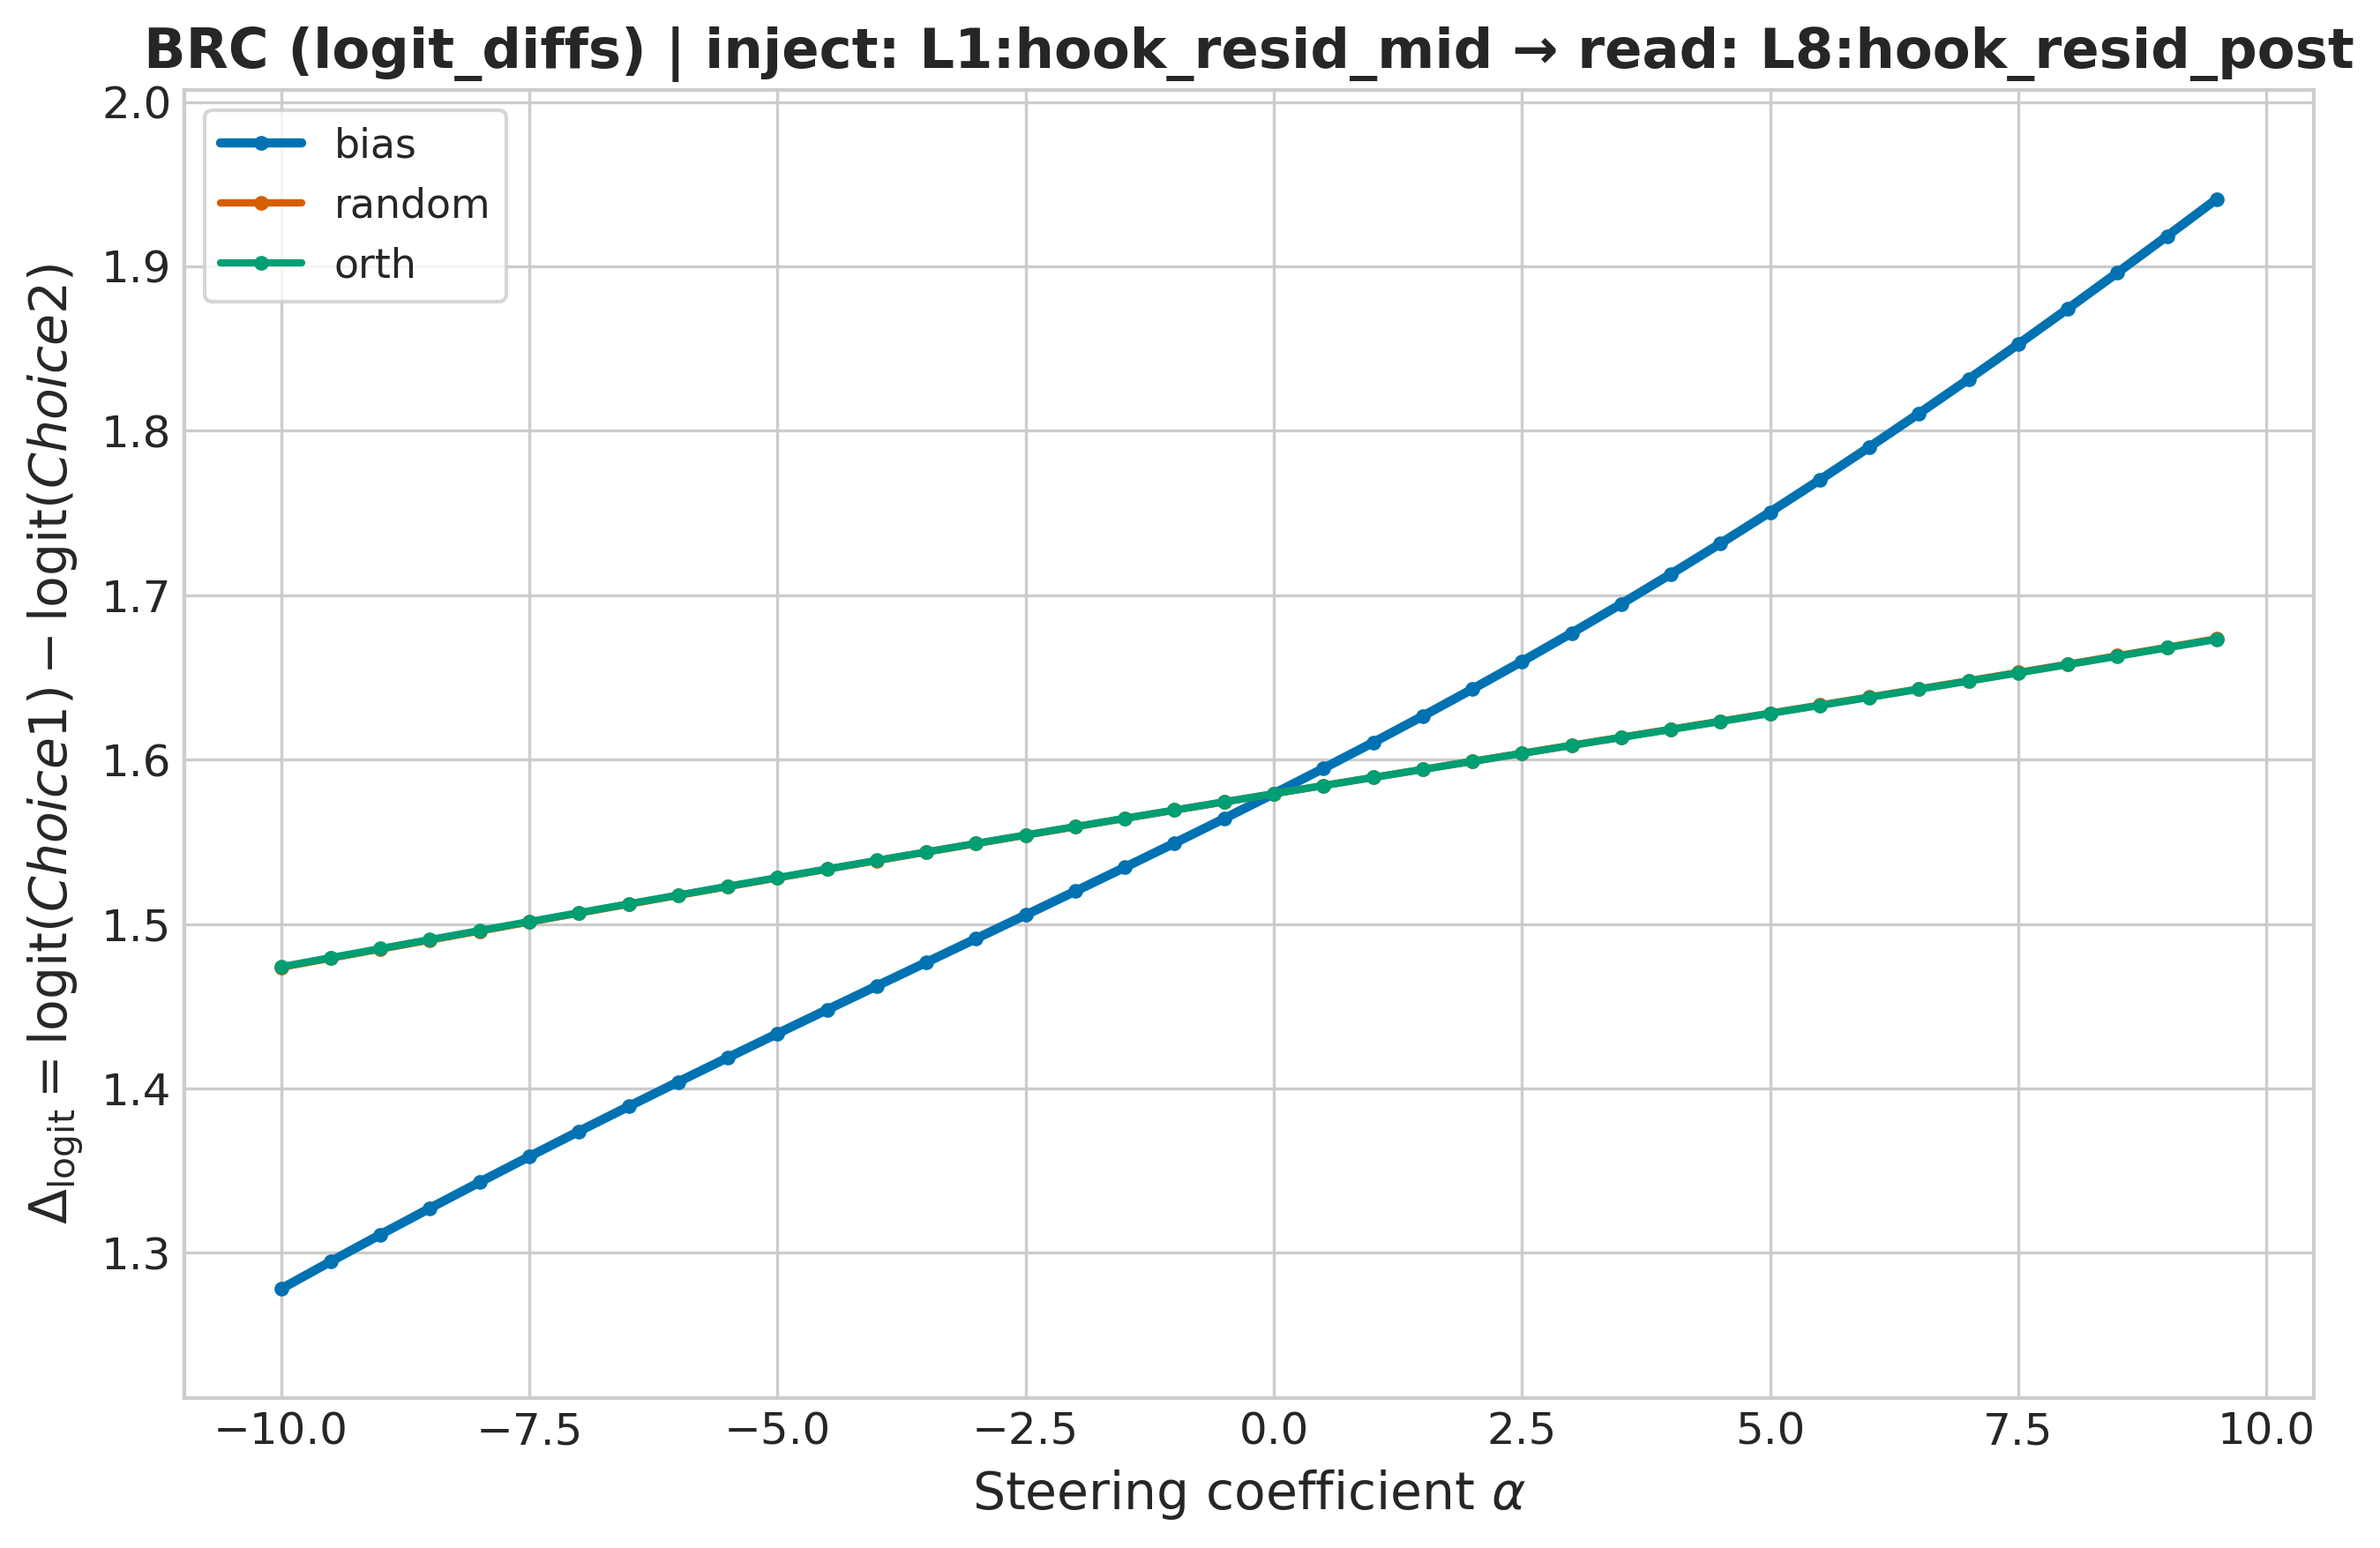 BRC (logit_diffs) | inject: L1:hook_resid_mid → read: L8:hook_resid_post
Δlogit = logit(Choice1) − logit(Choice2)
2.0
1.9
1.8
1.7
1.6
1.5
1.4
1.3
bias
random
orth
−10.0 −7.5 −5.0 −2.5 0.0 2.5 5.0 7.5 10.0
Steering coefficient α